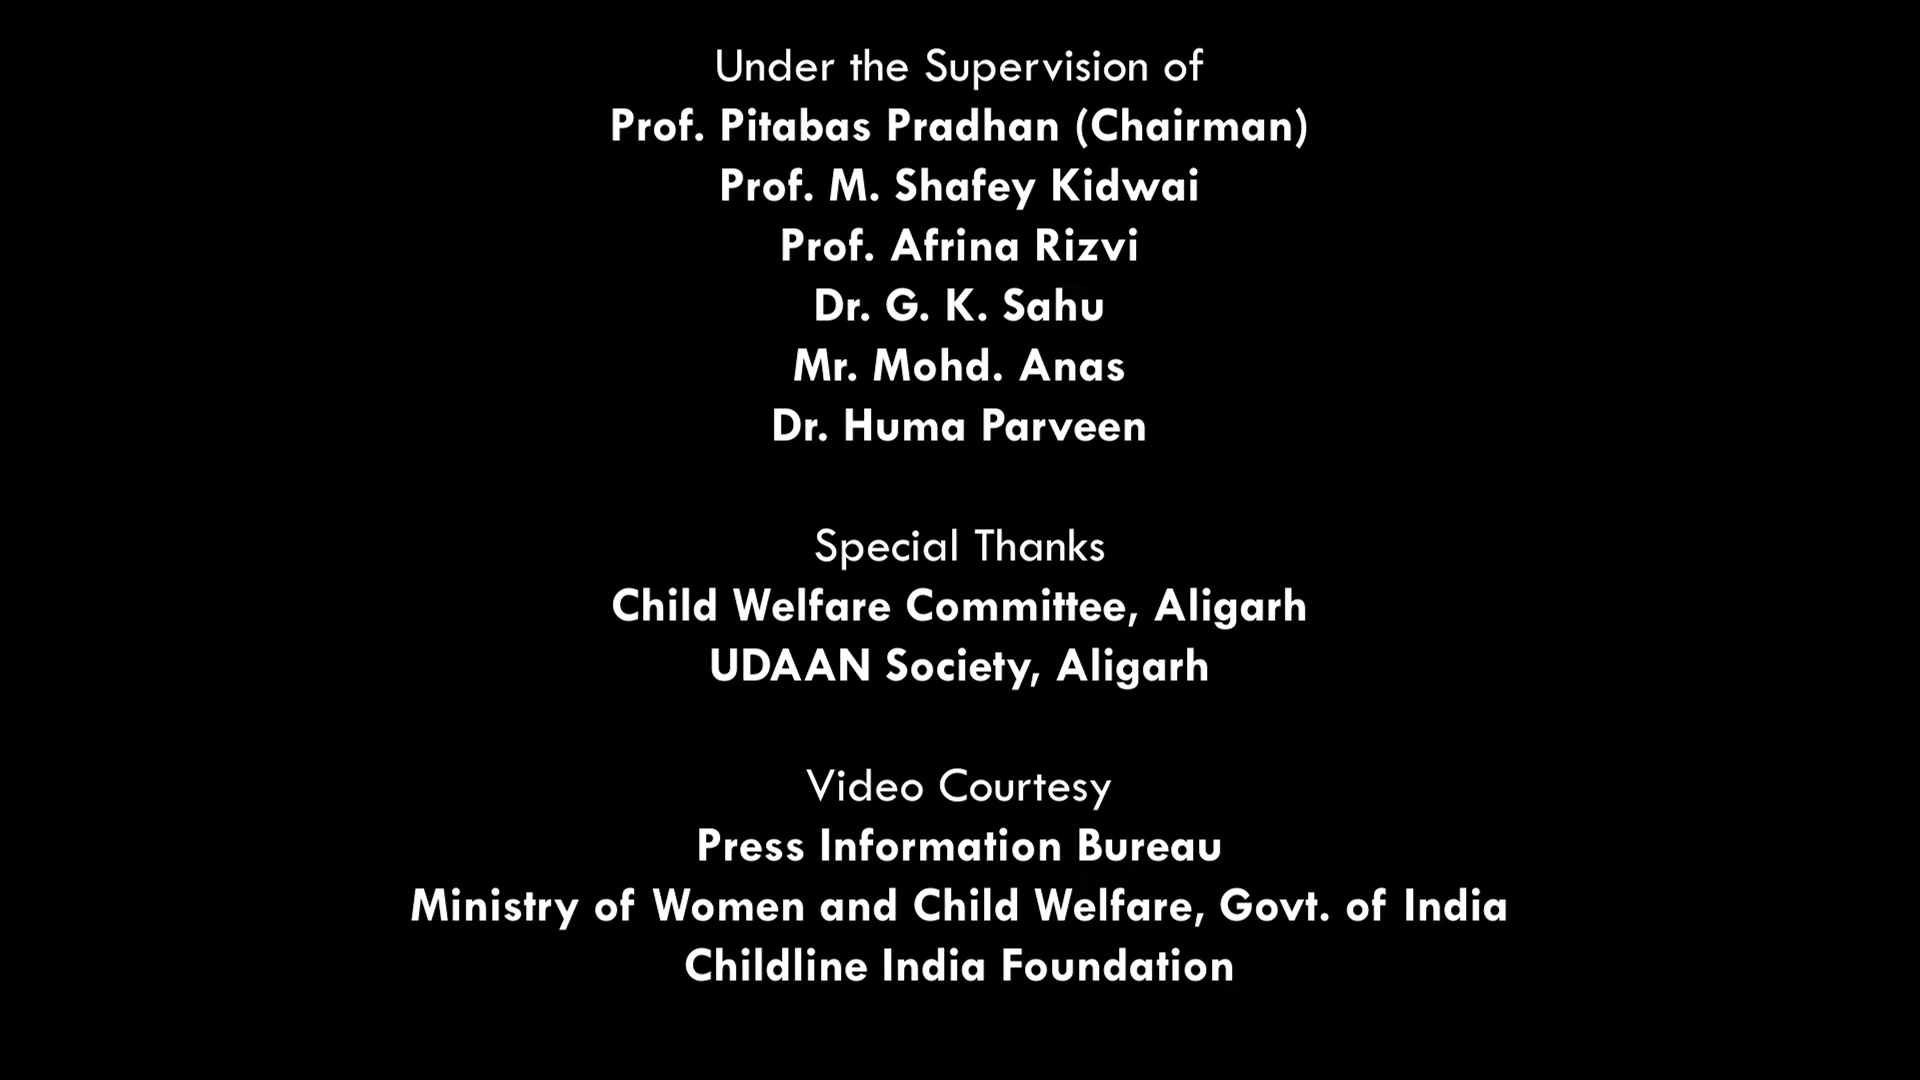 Under the Supervision of
Prof. Pitabas Pradhan (Chairman)
Prof. M. Shafey Kidwai
Prof. Afrina Rizvi
Dr. G. K. Sahu
Mr. Mohd. Anas
Dr. Huma Parveen
Special Thanks
Child Welfare Committee, Aligarh
UDAAN Society, Aligarh
Video Courtesy
Press Information Bureau
Ministry of Women and Child Welfare, Govt. of India
Childline India Foundation